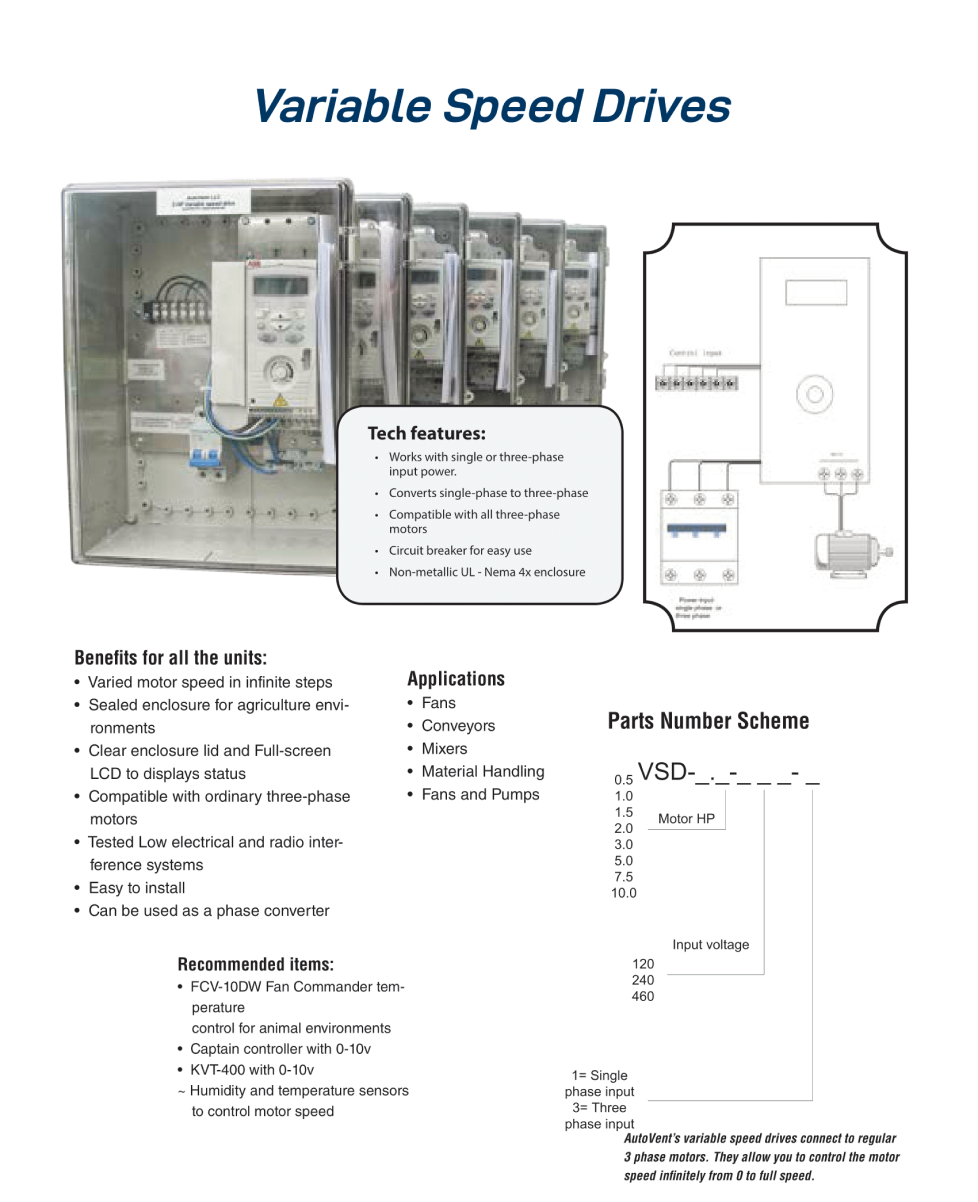 Variable Speed Drives
AutoVent LLC
ABB
Tech features:
• Works with single or three-phase
input power.
• Converts single-phase to three-phase
• Compatible with all three-phase
motors
• Circuit breaker for easy use
• Non-metallic UL - Nema 4x enclosure
Control input
Power input
single phase or
three phase
Benefits for all the units:
• Varied motor speed in infinite steps
• Sealed enclosure for agriculture envi-
ronments
• Clear enclosure lid and Full-screen
LCD to displays status
• Compatible with ordinary three-phase
motors
• Tested Low electrical and radio inter-
ference systems
• Easy to install
• Can be used as a phase converter
Applications
• Fans
• Conveyors
• Mixers
• Material Handling
• Fans and Pumps
Recommended items:
• FCV-10DW Fan Commander tem-
perature
control for animal environments
• Captain controller with 0-10v
• KVT-400 with 0-10v
~ Humidity and temperature sensors
to control motor speed
Parts Number Scheme
VSD-_._-_ _ _-_
0.5
1.0
1.5
2.0
3.0
5.0
7.5
10.0
Motor HP
Input voltage
120
240
460
1= Single
phase input
3= Three
phase input
AutoVent's variable speed drives connect to regular
3 phase motors. They allow you to control the motor
speed infinitely from 0 to full speed.